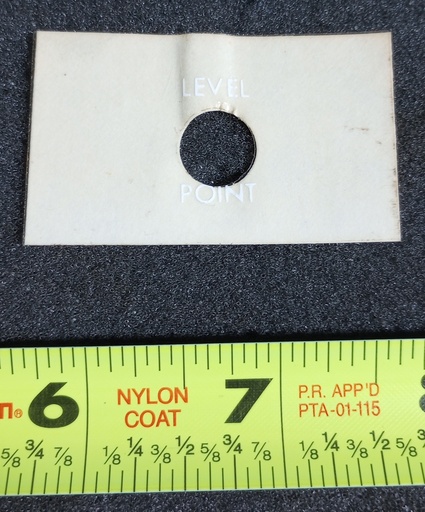 LEVEL
POINT
6 NYLON COAT 7 P.R. APP'D PTA-01-115
5/8 3/4 7/8 1/8 1/4 3/8 1/2 5/8 3/4 7/8 1/8 1/4 3/8 1/2 5/8